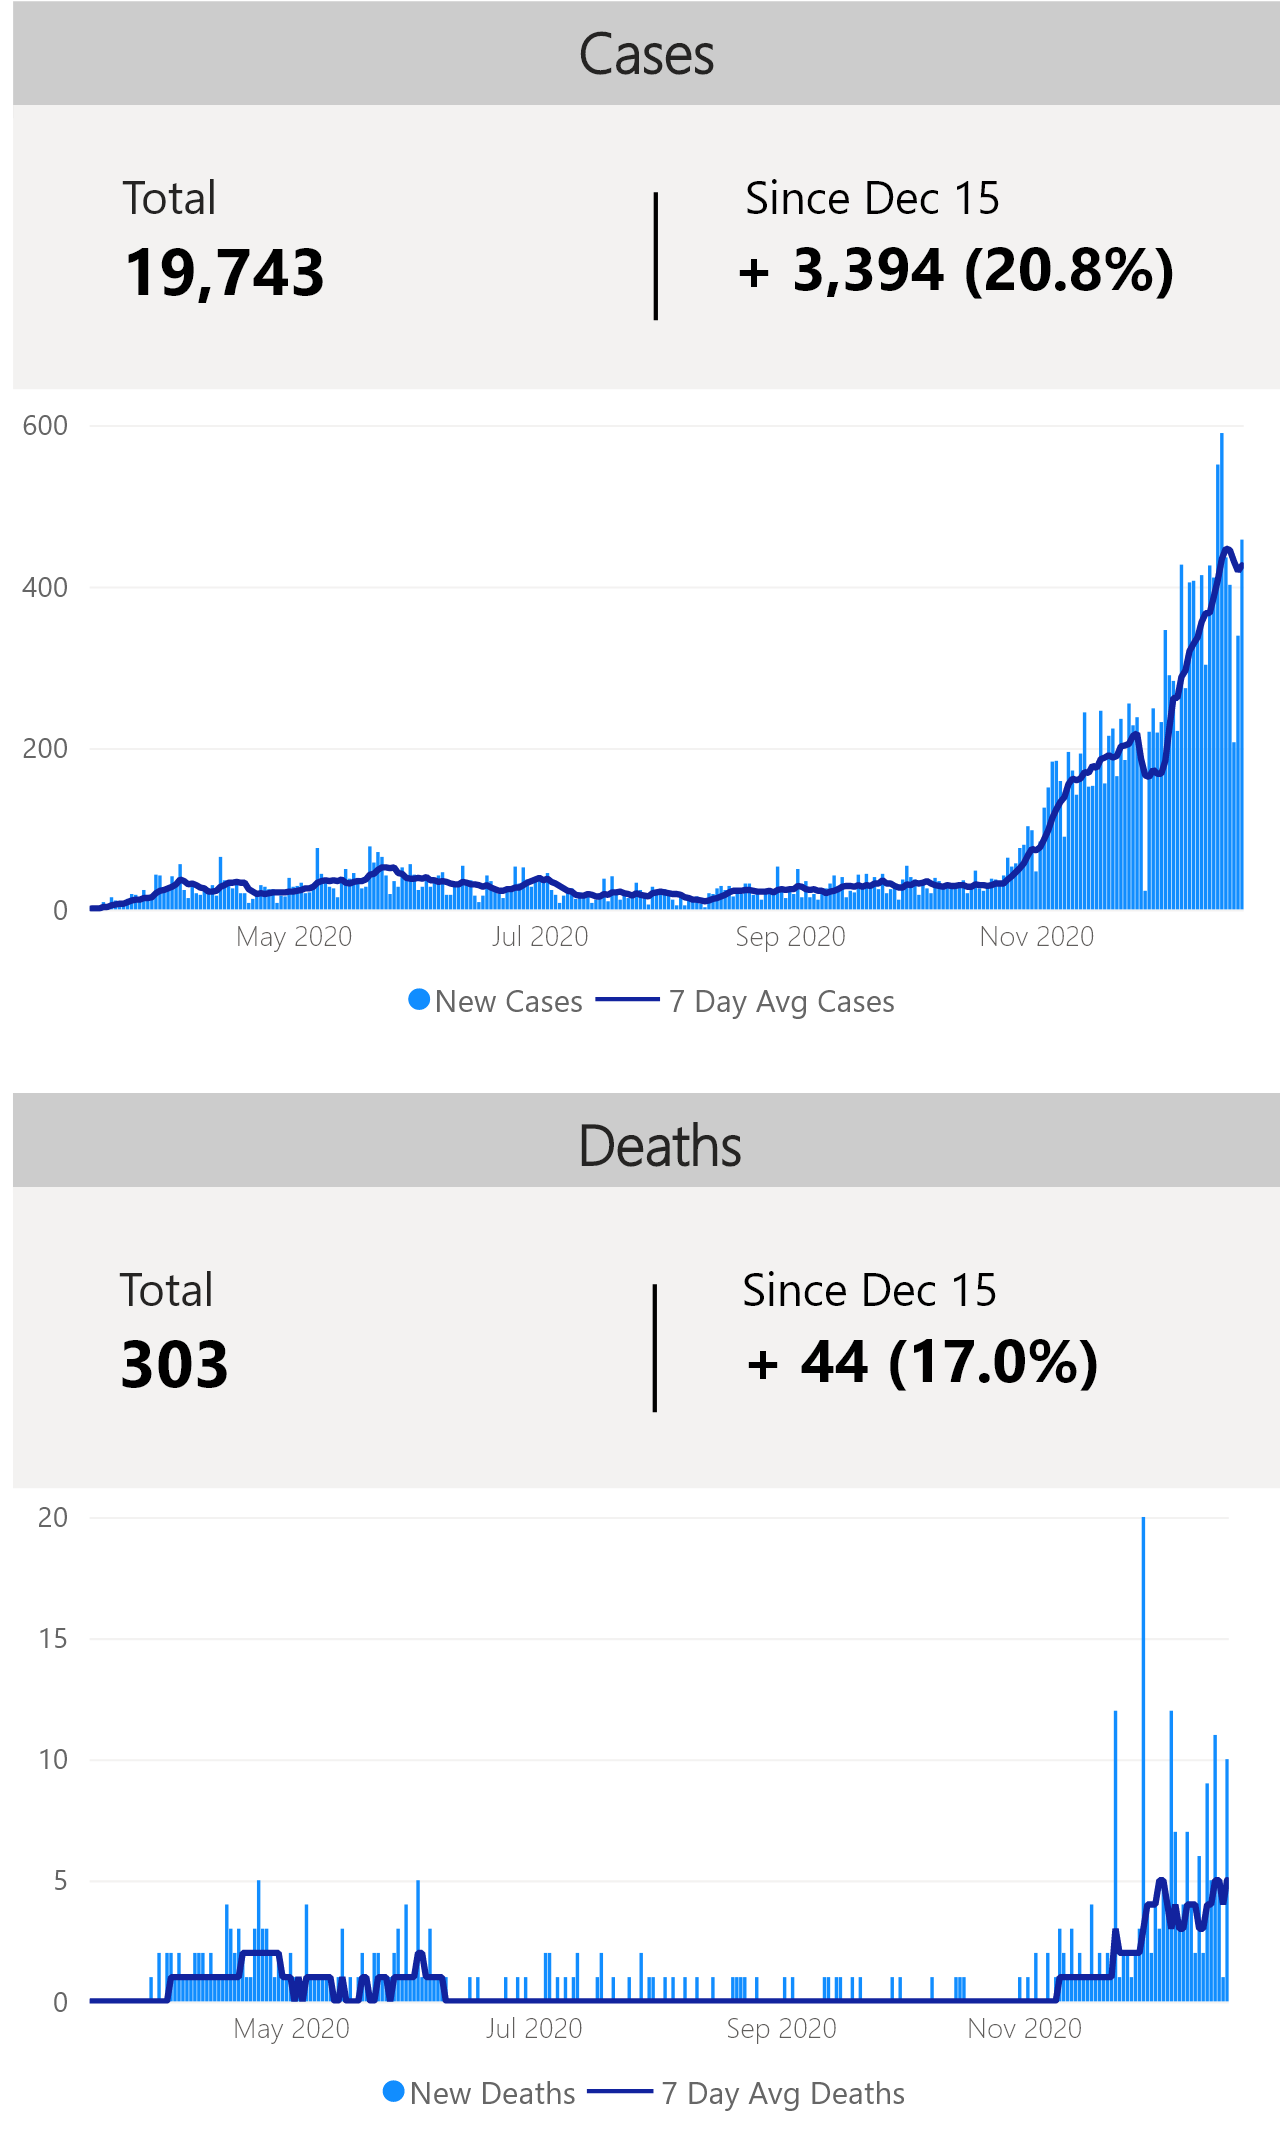 Cases
Total
Since Dec 15
19,743
+ 3,394 (20.8%)
600
400
200
0
May 2020
Jul 2020
Sep 2020
Nov 2020
New Cases
7 Day Avg Cases
Deaths
Total
Since Dec 15
303
+ 44 (17.0%)
20
15
10
5
0
May 2020
Jul 2020
Sep 2020
Nov 2020
New Deaths
7 Day Avg Deaths